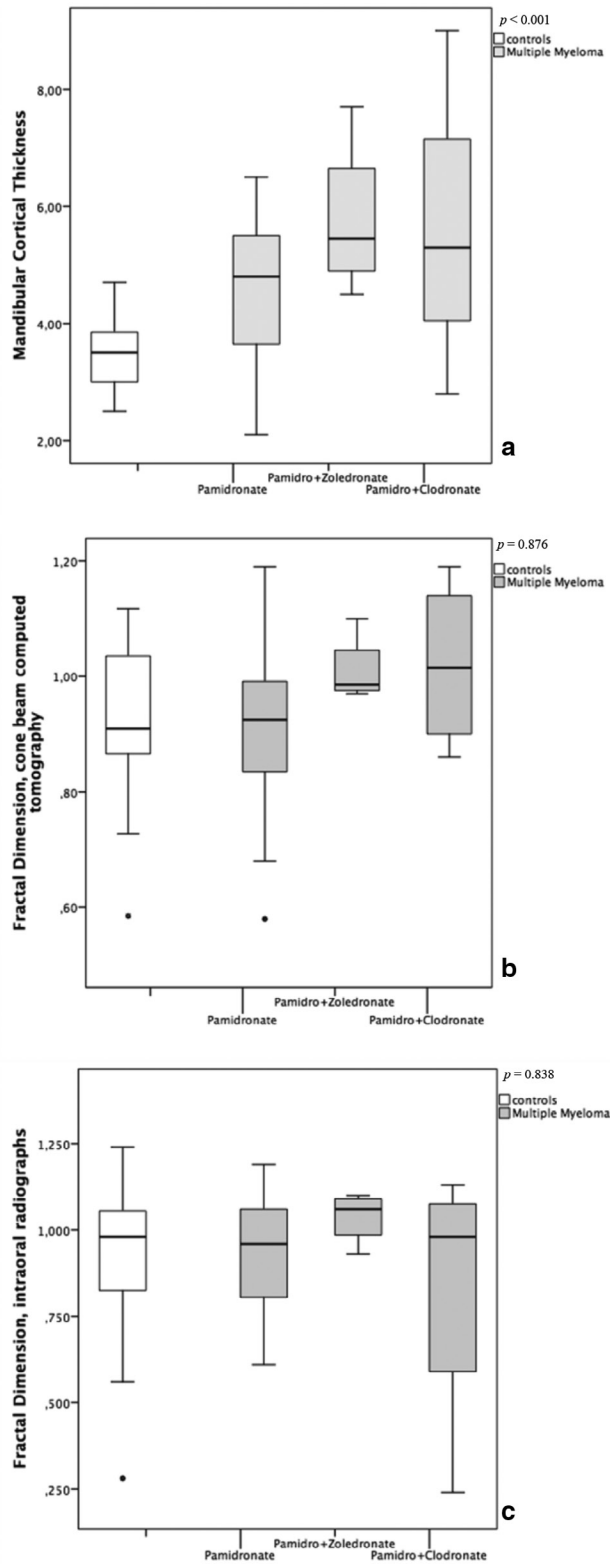 p < 0.001
controls
Multiple Myeloma
Mandibular Cortical Thickness
8,00
6,00
4,00
2,00
Pamidro+Zoledronate
Pamidronate
Pamidro+Clodronate
a
p = 0.876
controls
Multiple Myeloma
Fractal Dimension, cone beam computed
tomography
1,20
1,00
,80
,60
Pamidro+Zoledronate
Pamidronate
Pamidro+Clodronate
b
p = 0.838
controls
Multiple Myeloma
Fractal Dimension, intraoral radiographs
1,250
1,000
,750
,500
,250
Pamidro+Zoledronate
Pamidronate
Pamidro+Clodronate
c